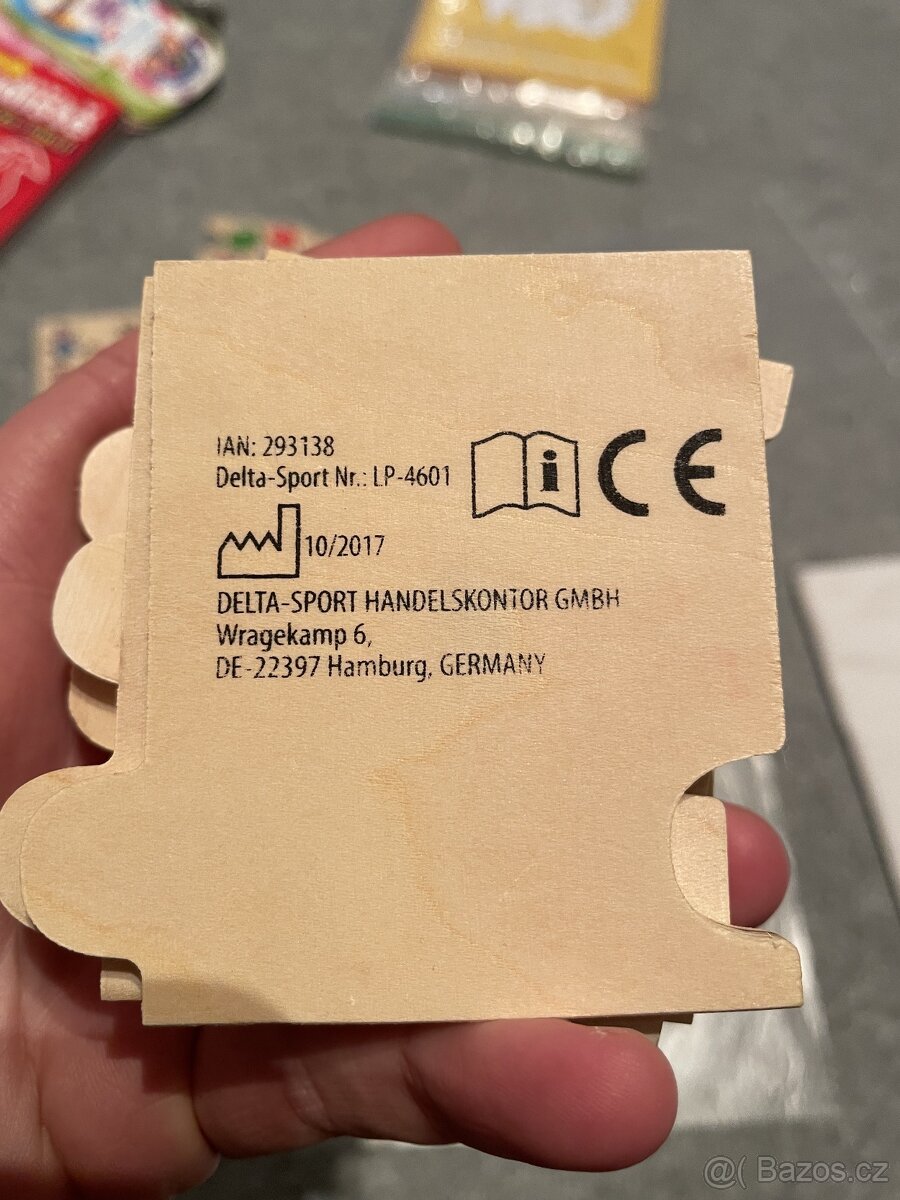 IAN: 293138
Delta-Sport Nr.: LP-4601
i
10/2017
CE
DELTA-SPORT HANDELSKONTOR GMBH
Wragekamp 6,
DE-22397 Hamburg, GERMANY
@( Bazos.cz